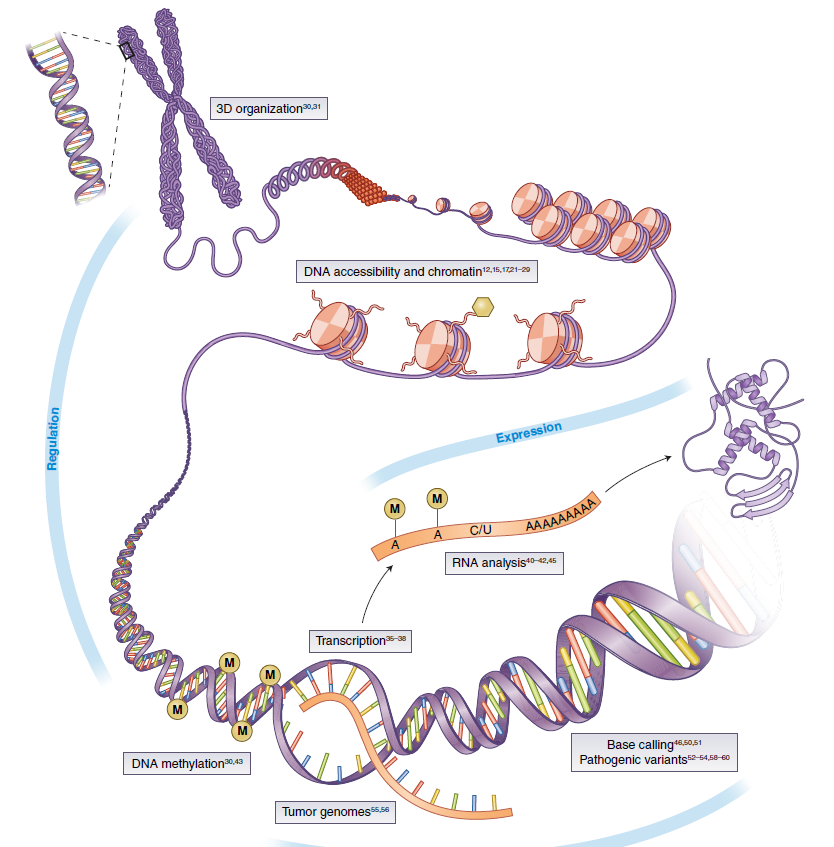 3D organization30,31
DNA accessibility and chromatin12,15,17,21–29
Regulation
Expression
M
M
A
A
C/U
AAAAAAAAA
RNA analysis40–42,45
Transcription35–38
M
M
M
M
DNA methylation30,43
Base calling46,50,51
Pathogenic variants52–54,58–60
Tumor genomes55,56